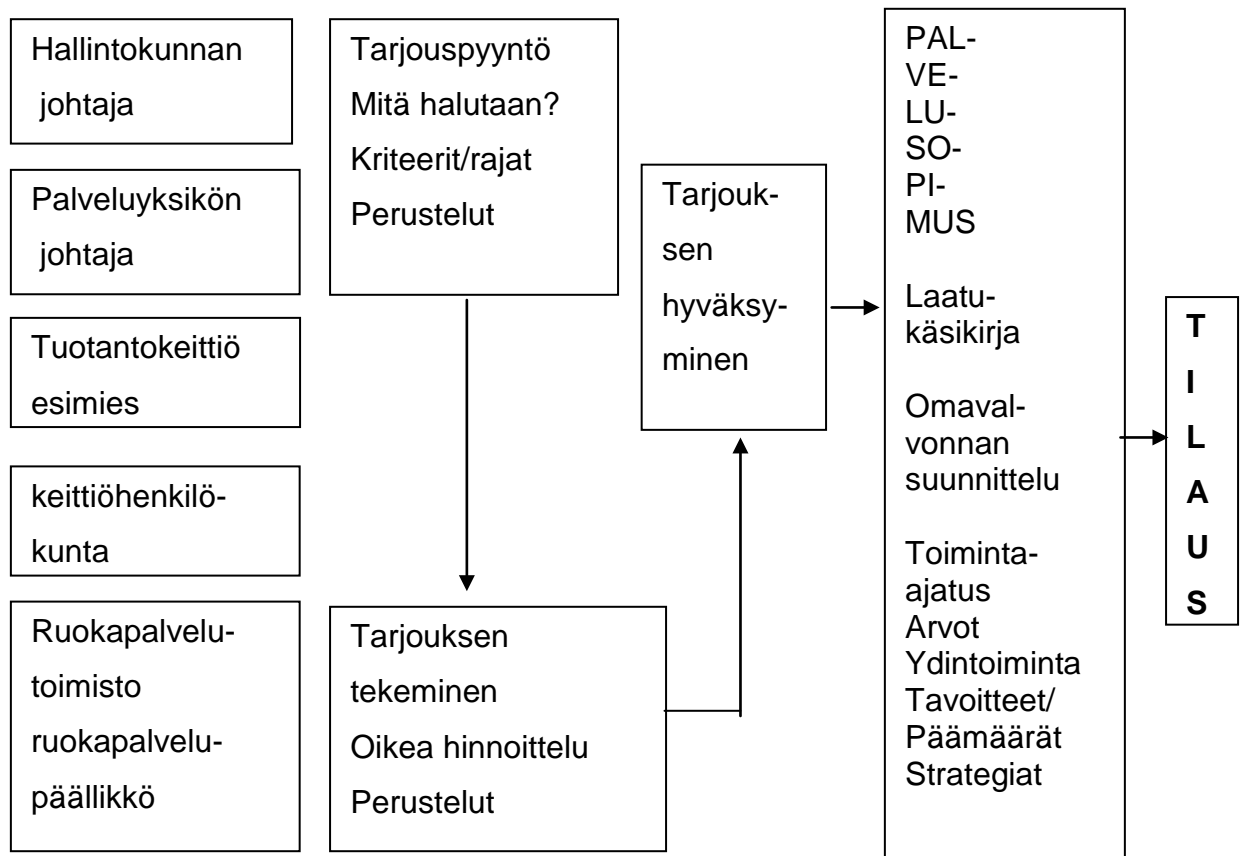 Hallintokunnan
johtaja
Palveluyksikön
johtaja
Tuotantokeittiö
esimies
keittiöhenkilö-
kunta
Ruokapalvelu-
toimisto
ruokapalvelu-
päällikkö
Tarjouspyyntö
Mitä halutaan?
Kriteerit/rajat
Perustelut
Tarjouksen
tekeminen
Oikea hinnoittelu
Perustelut
Tarjouk-
sen
hyväksy-
minen
PAL-
VE-
LU-
SO-
PI-
MUS
Laatu-
käsikirja
Omaval-
vonnan
suunnittelu
Toiminta-
ajatus
Arvot
Ydintoiminta
Tavoitteet/
Päämäärät
Strategiat
T
I
L
A
U
S